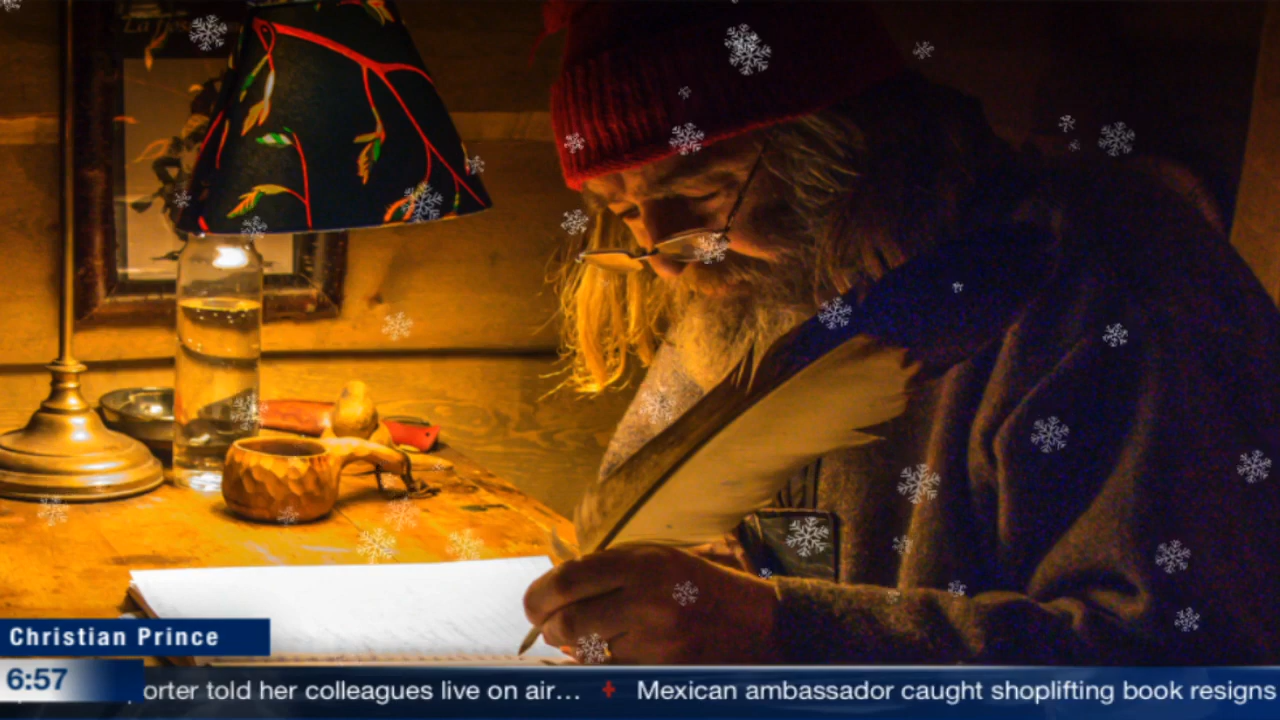 Christian Prince
6:57
orter told her colleagues live on air... Mexican ambassador caught shoplifting book resigns